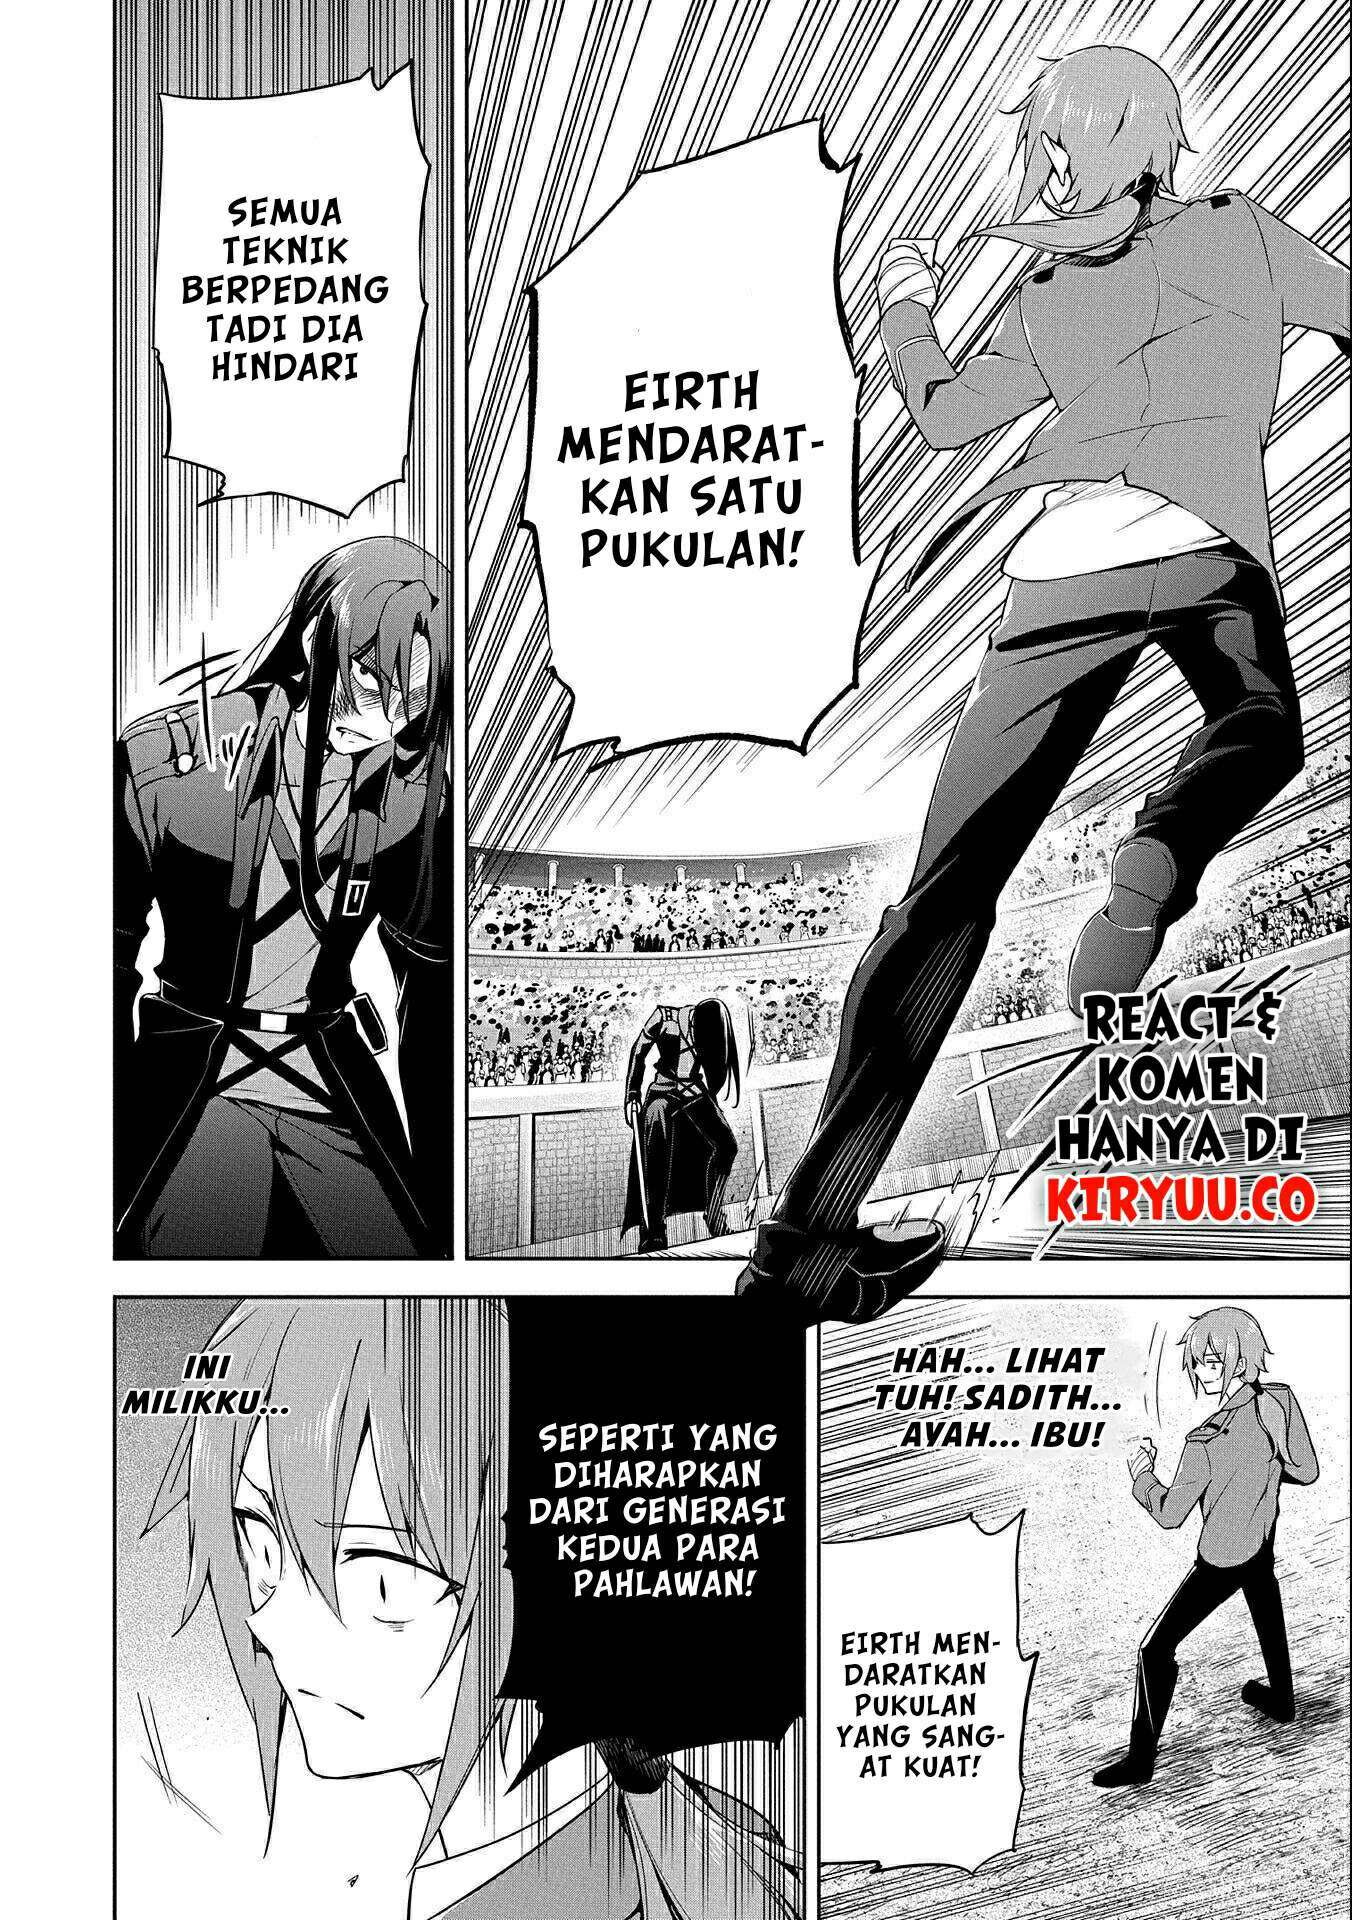 EIRTH
MENDARAT-
KAN SATU
PUKULAN!
SEMUA
TEKNIK
BERPEDANG
TADI DIA
HINDARI
REACT &
KOMEN
HANYA DI
KIRYUU.CO
HAH... LIHAT
TUH! SADITH...
AYAH... IBU!
EIRTH MEN-
DARATKAN
PUKULAN
YANG SANG-
AT KUAT!
SEPERTI YANG
DIHARAPKAN
DARI GENERASI
KEDUA PARA
PAHLAWAN!
INI
MILIKKU...